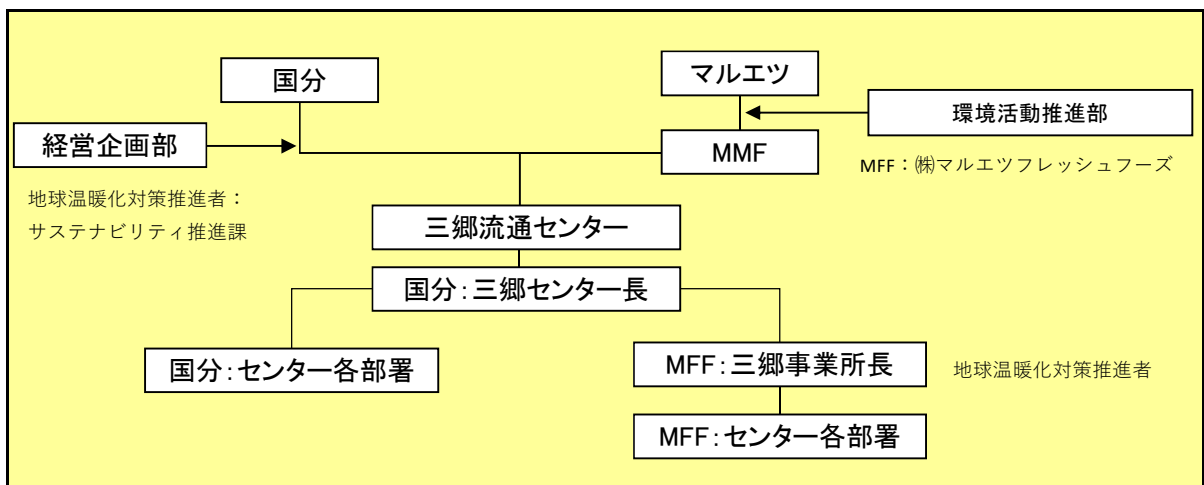 国分
マルエツ
環境活動推進部
経営企画部
MMF
MFF：㈱マルエツフレッシュフーズ
地球温暖化対策推進者：
サステナビリティ推進課
三郷流通センター
国分：三郷センター長
国分：センター各部署
MFF：三郷事業所長
地球温暖化対策推進者
MFF：センター各部署